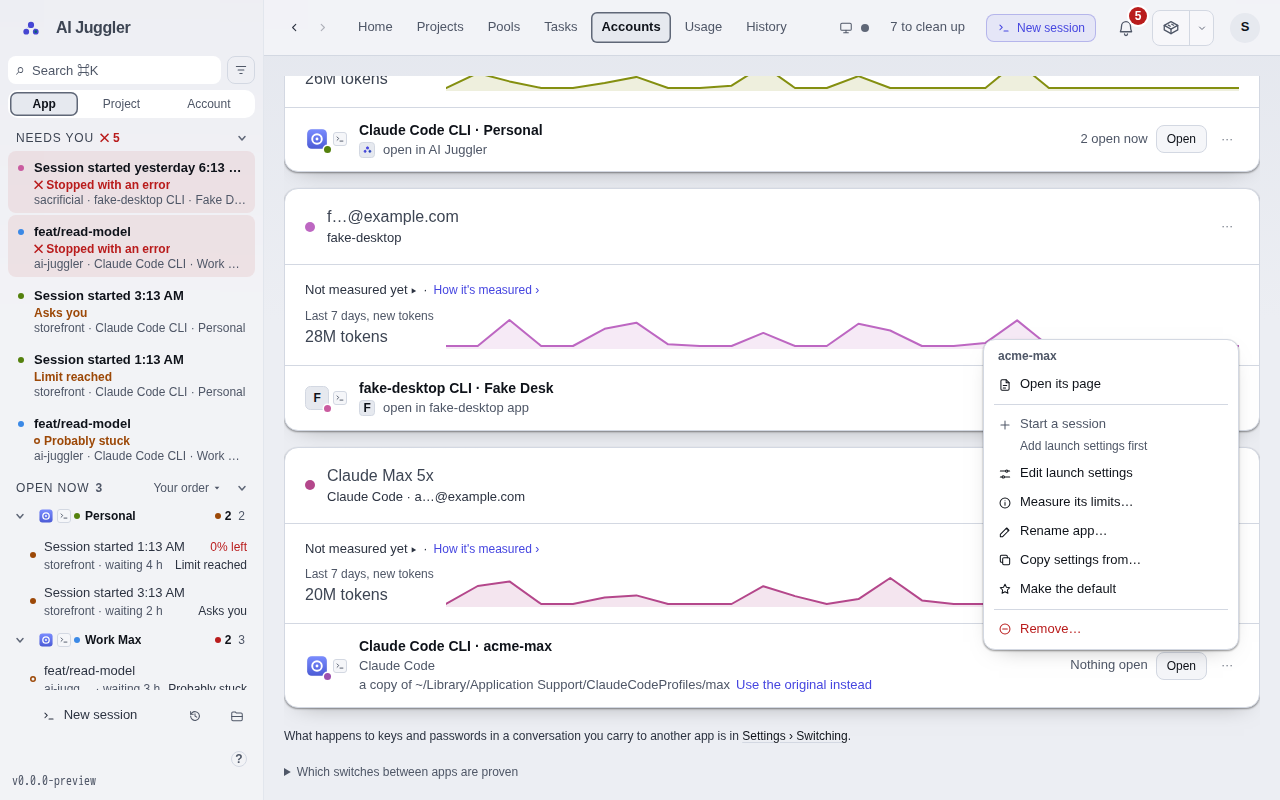 AI Juggler
Search ⌘K
App Project Account
NEEDS YOU 5
Session started yesterday 6:13 …
Stopped with an error
sacrificial · fake-desktop CLI · Fake D…
feat/read-model
Stopped with an error
ai-juggler · Claude Code CLI · Work …
Session started 3:13 AM
Asks you
storefront · Claude Code CLI · Personal
Session started 1:13 AM
Limit reached
storefront · Claude Code CLI · Personal
feat/read-model
Probably stuck
ai-juggler · Claude Code CLI · Work …
OPEN NOW 3 Your order
Personal 2 2
Session started 1:13 AM 0% left
storefront · waiting 4 h Limit reached
Session started 3:13 AM
storefront · waiting 2 h Asks you
Work Max 2 3
feat/read-model
ai-jugg… · waiting 3 h Probably stuck
New session
?
v0.0.0-preview
Home Projects Pools Tasks Accounts Usage History
7 to clean up
New session
5
S
26M tokens
Claude Code CLI · Personal
open in AI Juggler
2 open now Open …
f…@example.com
fake-desktop
Not measured yet ▸ · How it's measured ›
Last 7 days, new tokens
28M tokens
F
fake-desktop CLI · Fake Desk
F open in fake-desktop app
Claude Max 5x
Claude Code · a…@example.com
Not measured yet ▸ · How it's measured ›
Last 7 days, new tokens
20M tokens
Claude Code CLI · acme-max
Claude Code
a copy of ~/Library/Application Support/ClaudeCodeProfiles/max Use the original instead
Nothing open Open …
acme-max
Open its page
Start a session
Add launch settings first
Edit launch settings
Measure its limits…
Rename app…
Copy settings from…
Make the default
Remove…
What happens to keys and passwords in a conversation you carry to another app is in Settings › Switching.
▶ Which switches between apps are proven